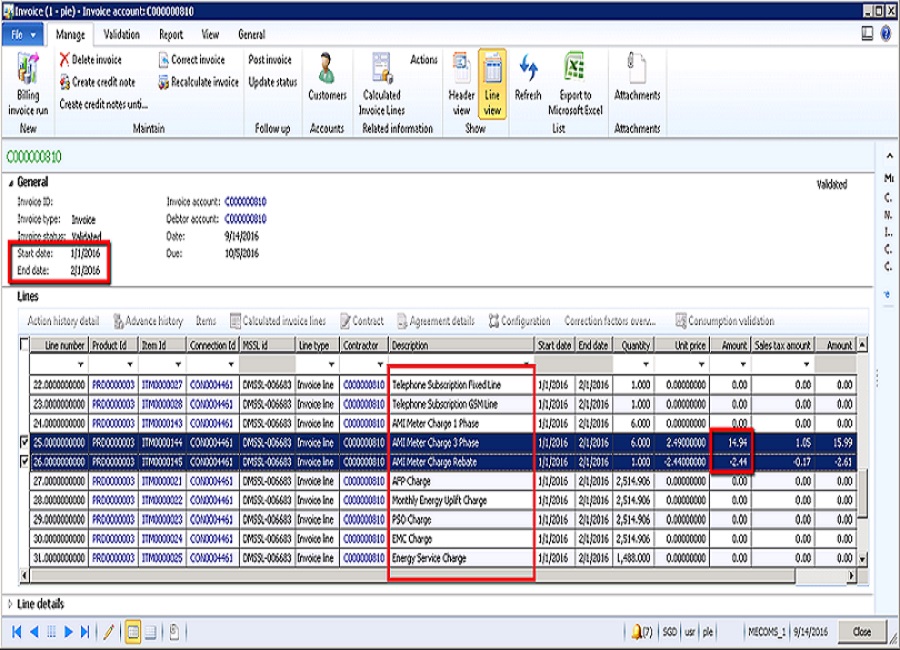 Invoice (1 - ple) - Invoice account: C000000810
File Manage Validation Report View General
Billing invoice run
New
Delete invoice
Create credit note
Create credit notes unti...
Correct invoice
Recalculate invoice
Maintain
Post invoice
Update status
Follow up
Customers
Accounts
Calculated Invoice Lines
Actions
Related information
Header view
Line view
Show
Refresh
Export to Microsoft Excel
List
Attachments
Attachments
C000000810
General
Validated
Invoice ID:
Invoice type: Invoice
Invoice status: Validated
Start date: 1/1/2016
End date: 2/1/2016
Invoice account: C000000810
Debtor account: C000000810
Date: 9/14/2016
Due: 10/5/2016
Lines
Action history detail Advance history Items Calculated invoice lines Contract Agreement details Configuration Correction factors overv... Consumption validation
Line number Product Id Item Id Connection Id MSSL id Line type Contractor Description Start date End date Quantity Unit price Amount Sales tax amount Amount
22.0000000000 PRD0000003 ITM0000027 CON0004461 DMSSL-006683 Invoice line C000000810 Telephone Subscription Fixed Line 1/1/2016 2/1/2016 1.000 0.00000000 0.00 0.00 0.00
23.0000000000 PRD0000003 ITM0000028 CON0004461 DMSSL-006683 Invoice line C000000810 Telephone Subscription GSM Line 1/1/2016 2/1/2016 1.000 0.00000000 0.00 0.00 0.00
24.0000000000 PRD0000003 ITM0000143 CON0004461 DMSSL-006683 Invoice line C000000810 AMI Meter Charge 1 Phase 1/1/2016 2/1/2016 6.000 0.00000000 0.00 0.00 0.00
25.0000000000 PRD0000003 ITM0000144 CON0004461 DMSSL-006683 Invoice line C000000810 AMI Meter Charge 3 Phase 1/1/2016 2/1/2016 6.000 2.49000000 14.94 1.05 15.99
26.0000000000 PRD0000003 ITM0000145 CON0004461 DMSSL-006683 Invoice line C000000810 AMI Meter Charge Rebate 1/1/2016 2/1/2016 1.000 -2.44000000 -2.44 -0.17 -2.61
27.0000000000 PRD0000003 ITM0000021 CON0004461 DMSSL-006683 Invoice line C000000810 AFP Charge 1/1/2016 2/1/2016 2,514.906 0.00000000 0.00 0.00 0.00
28.0000000000 PRD0000003 ITM0000022 CON0004461 DMSSL-006683 Invoice line C000000810 Monthly Energy Uplift Charge 1/1/2016 2/1/2016 2,514.906 0.00000000 0.00 0.00 0.00
29.0000000000 PRD0000003 ITM0000023 CON0004461 DMSSL-006683 Invoice line C000000810 PSO Charge 1/1/2016 2/1/2016 2,514.906 0.00000000 0.00 0.00 0.00
30.0000000000 PRD0000003 ITM0000024 CON0004461 DMSSL-006683 Invoice line C000000810 EMC Charge 1/1/2016 2/1/2016 2,514.906 0.00000000 0.00 0.00 0.00
31.0000000000 PRD0000003 ITM0000025 CON0004461 DMSSL-006683 Invoice line C000000810 Energy Service Charge 1/1/2016 2/1/2016 1,488.000 0.00000000 0.00 0.00 0.00
Line details
(7) SGD usr ple MECOMS_1 9/14/2016 Close